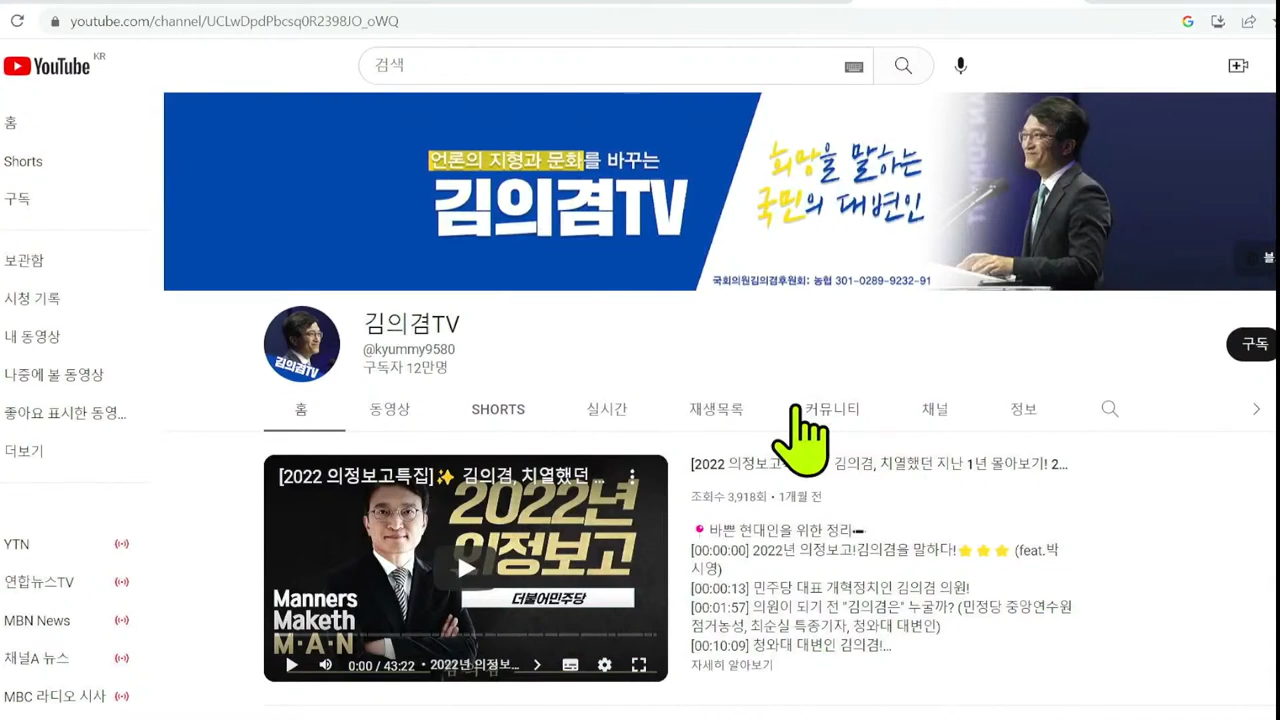 youtube.com/channel/UCLwDpdPbcsq0R2398JO_oWQ
YouTube KR
검색
홈
Shorts
구독
보관함
시청 기록
내 동영상
나중에 볼 동영상
좋아요 표시한 동영...
더보기
YTN
연합뉴스TV
MBN News
채널A 뉴스
MBC 라디오 시사
언론의 지형과 문화를 바꾸는
김의겸TV
희망을 말하는
국민의 대변인
국회의원김의겸후원회: 농협 301-0289-9232-91
블
김의겸TV
김의겸TV
@kyummy9580
구독자 12만명
구독
홈 동영상 SHORTS 실시간 재생목록 커뮤니티 채널 정보
[2022 의정보고특집]✨ 김의겸, 치열했던 ...
2022년
의정보고
더불어민주당
Manners
Maketh
M·A·N
0:00 / 43:22 • 2022년 의정보...
[2022 의정보고 김의겸, 치열했던 지난 1년 몰아보기! 2...
조회수 3,918회 • 1개월 전
📍바쁜 현대인을 위한 정리
[00:00:00] 2022년 의정보고!김의겸을 말하다!⭐⭐⭐ (feat.박
시영)
[00:00:13] 민주당 대표 개혁정치인 김의겸 의원!
[00:01:57] 의원이 되기 전 "김의겸은" 누굴까? (민정당 중앙연수원
점거농성, 최순실 특종기자, 청와대 대변인)
[00:10:09] 청와대 대변인 김의겸!...
자세히 알아보기